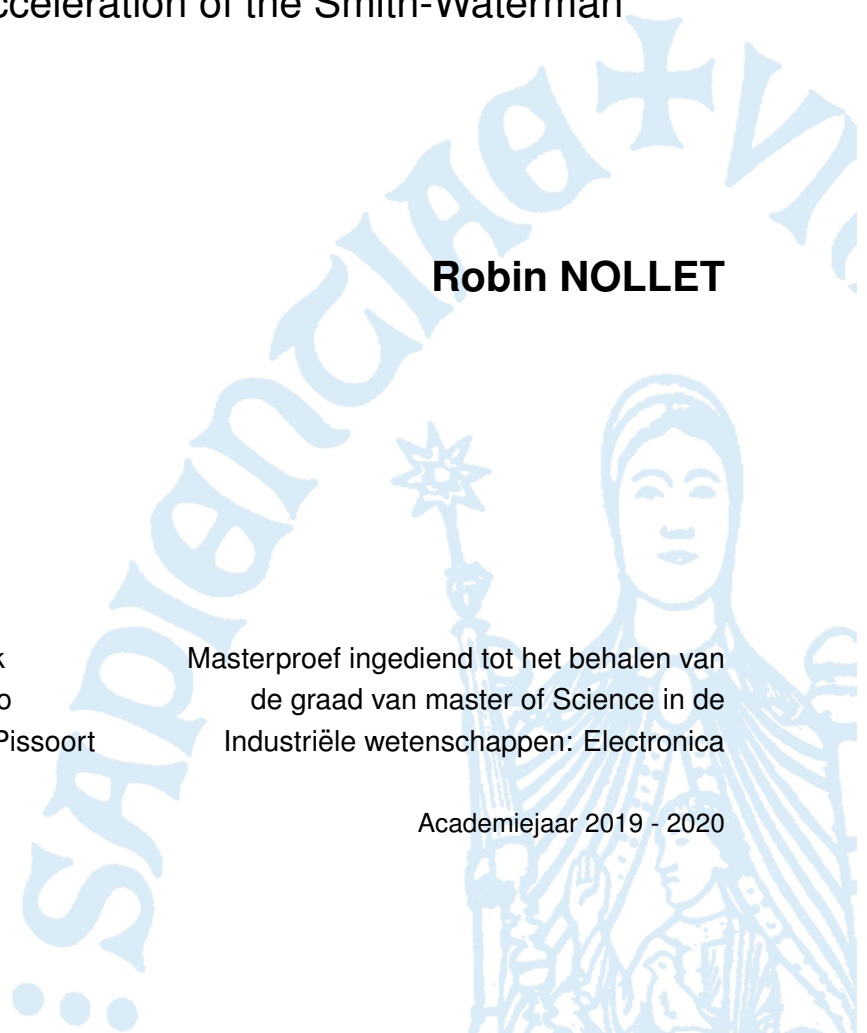 cceleration of the Smith-Waterman
Robin NOLLET
k
o
Pissoort
Masterproef ingediend tot het behalen van
de graad van master of Science in de
Industriële wetenschappen: Electronica
Academiejaar 2019 - 2020
SAPIENTIAE